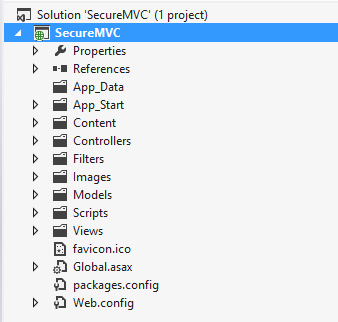 Solution 'SecureMVC' (1 project)
SecureMVC
Properties
References
App_Data
App_Start
Content
Controllers
Filters
Images
Models
Scripts
Views
favicon.ico
Global.asax
packages.config
Web.config